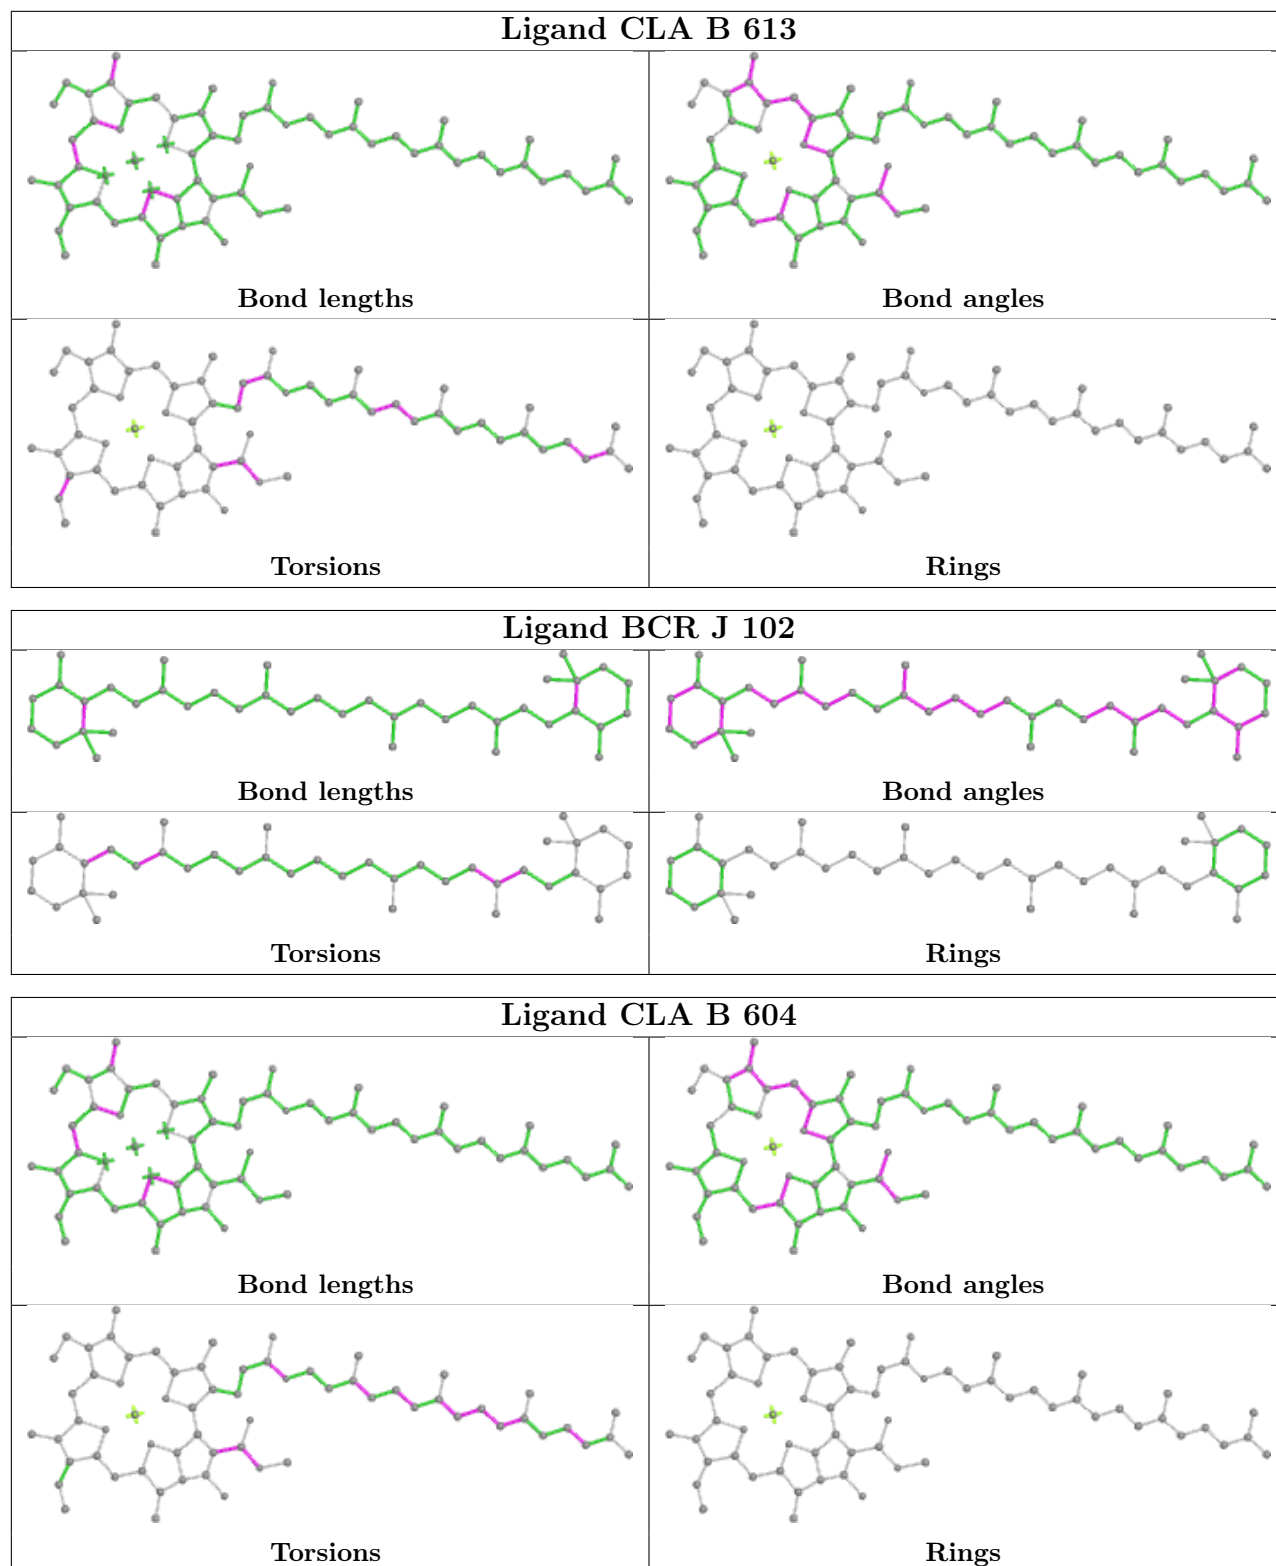 Ligand CLA B 613
Bond lengths
Bond angles
Torsions
Rings
Ligand BCR J 102
Bond lengths
Bond angles
Torsions
Rings
Ligand CLA B 604
Bond lengths
Bond angles
Torsions
Rings